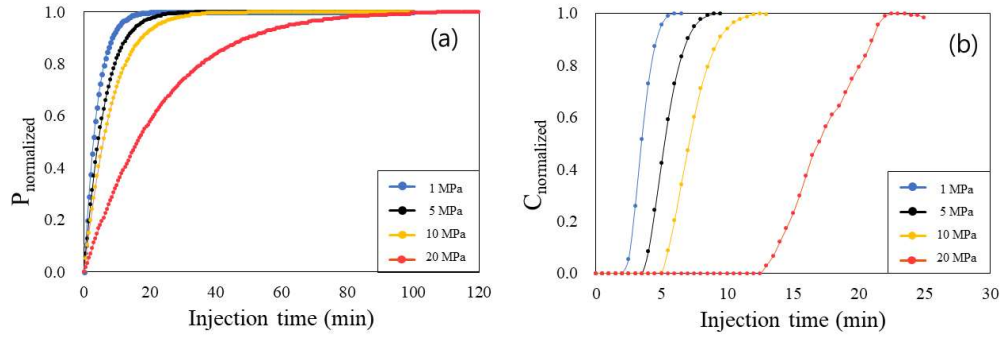 (a)
P normalized
1.0
0.8
0.6
0.4
0.2
0.0
0 20 40 60 80 100 120
Injection time (min)
1 MPa
5 MPa
10 MPa
20 MPa
(b)
C normalized
1.0
0.8
0.6
0.4
0.2
0.0
0 5 10 15 20 25 30
Injection time (min)
1 MPa
5 MPa
10 MPa
20 MPa